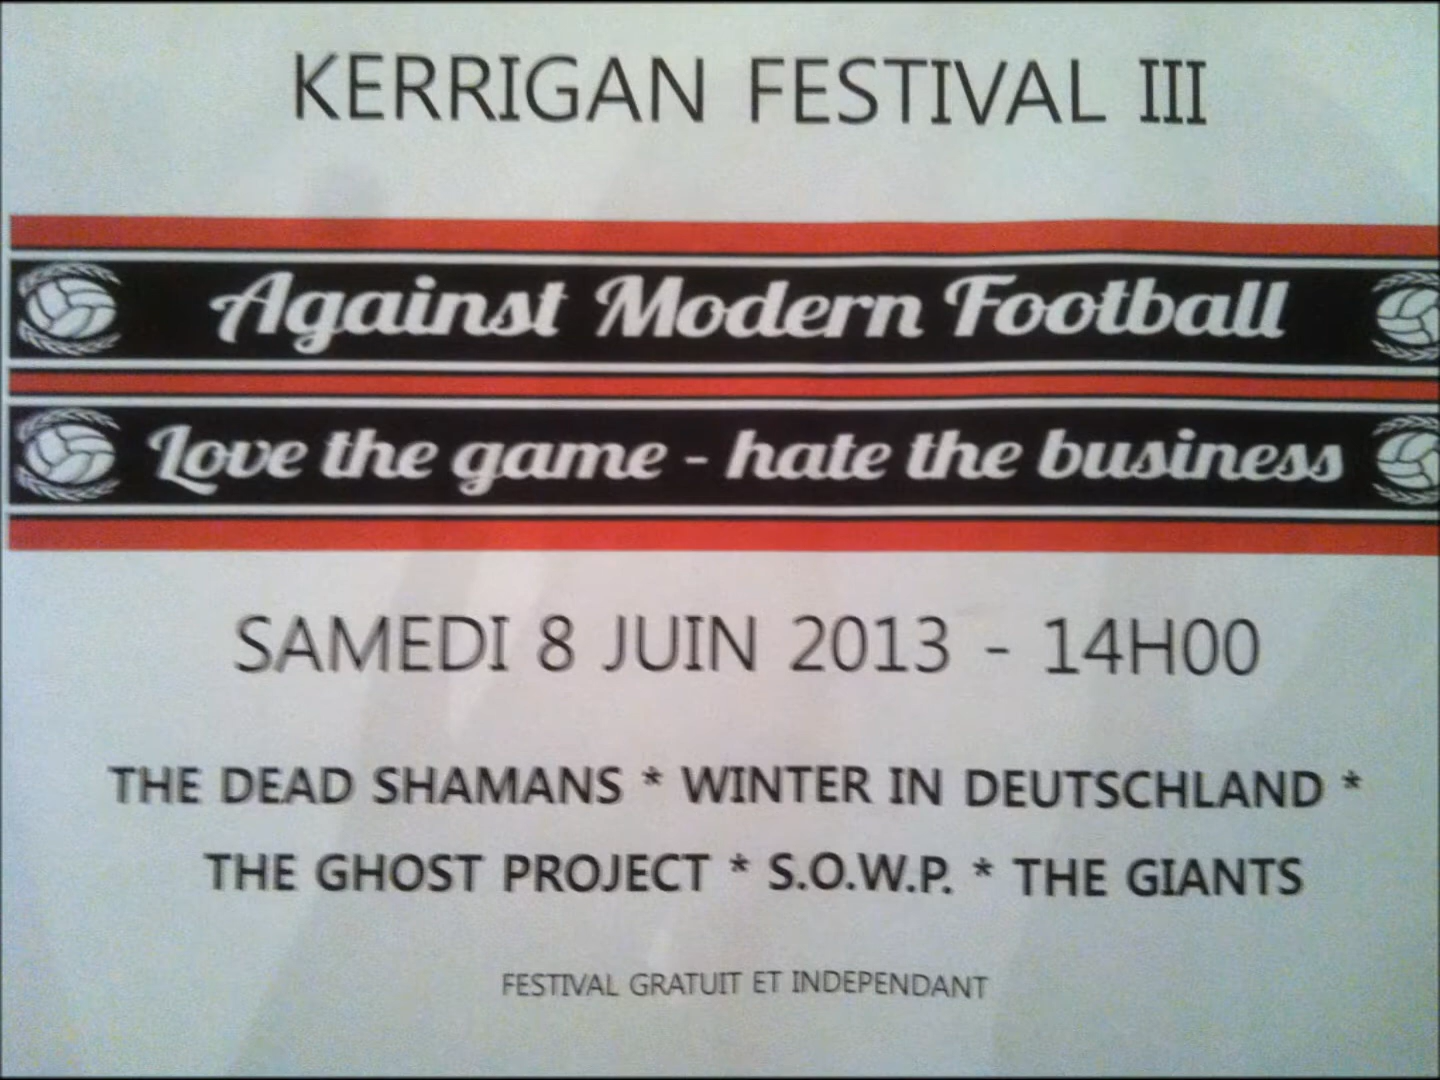 KERRIGAN FESTIVAL III
Against Modern Football
Love the game - hate the business
SAMEDI 8 JUIN 2013 - 14H00
THE DEAD SHAMANS * WINTER IN DEUTSCHLAND *
THE GHOST PROJECT * S.O.W.P. * THE GIANTS
FESTIVAL GRATUIT ET INDEPENDANT